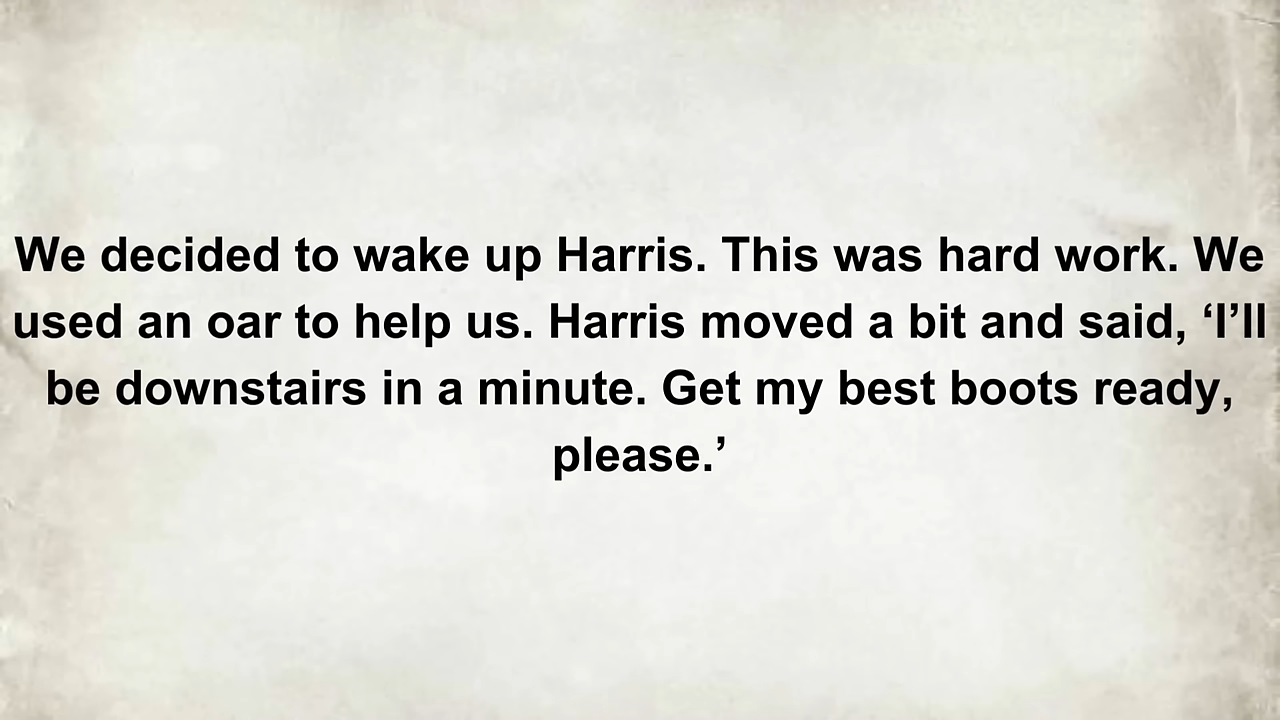 We decided to wake up Harris. This was hard work. We
used an oar to help us. Harris moved a bit and said, ‘I’ll
be downstairs in a minute. Get my best boots ready,
please.’